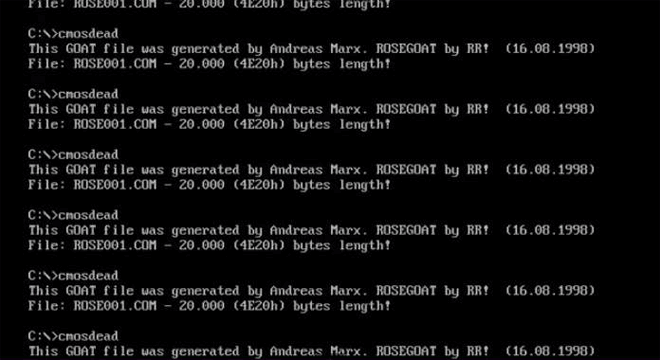 File: ROSE001.COM - 20.000 (4E20h) bytes length!
C:\>cmosdead
This GOAT file was generated by Andreas Marx. ROSEGOAT by RR! (16.08.1998)
File: ROSE001.COM - 20.000 (4E20h) bytes length!
C:\>cmosdead
This GOAT file was generated by Andreas Marx. ROSEGOAT by RR! (16.08.1998)
File: ROSE001.COM - 20.000 (4E20h) bytes length!
C:\>cmosdead
This GOAT file was generated by Andreas Marx. ROSEGOAT by RR! (16.08.1998)
File: ROSE001.COM - 20.000 (4E20h) bytes length!
C:\>cmosdead
This GOAT file was generated by Andreas Marx. ROSEGOAT by RR! (16.08.1998)
File: ROSE001.COM - 20.000 (4E20h) bytes length!
C:\>cmosdead
This GOAT file was generated by Andreas Marx. ROSEGOAT by RR! (16.08.1998)
File: ROSE001.COM - 20.000 (4E20h) bytes length!
C:\>cmosdead
This GOAT file was generated by Andreas Marx. ROSEGOAT by RR! (16.08.1998)